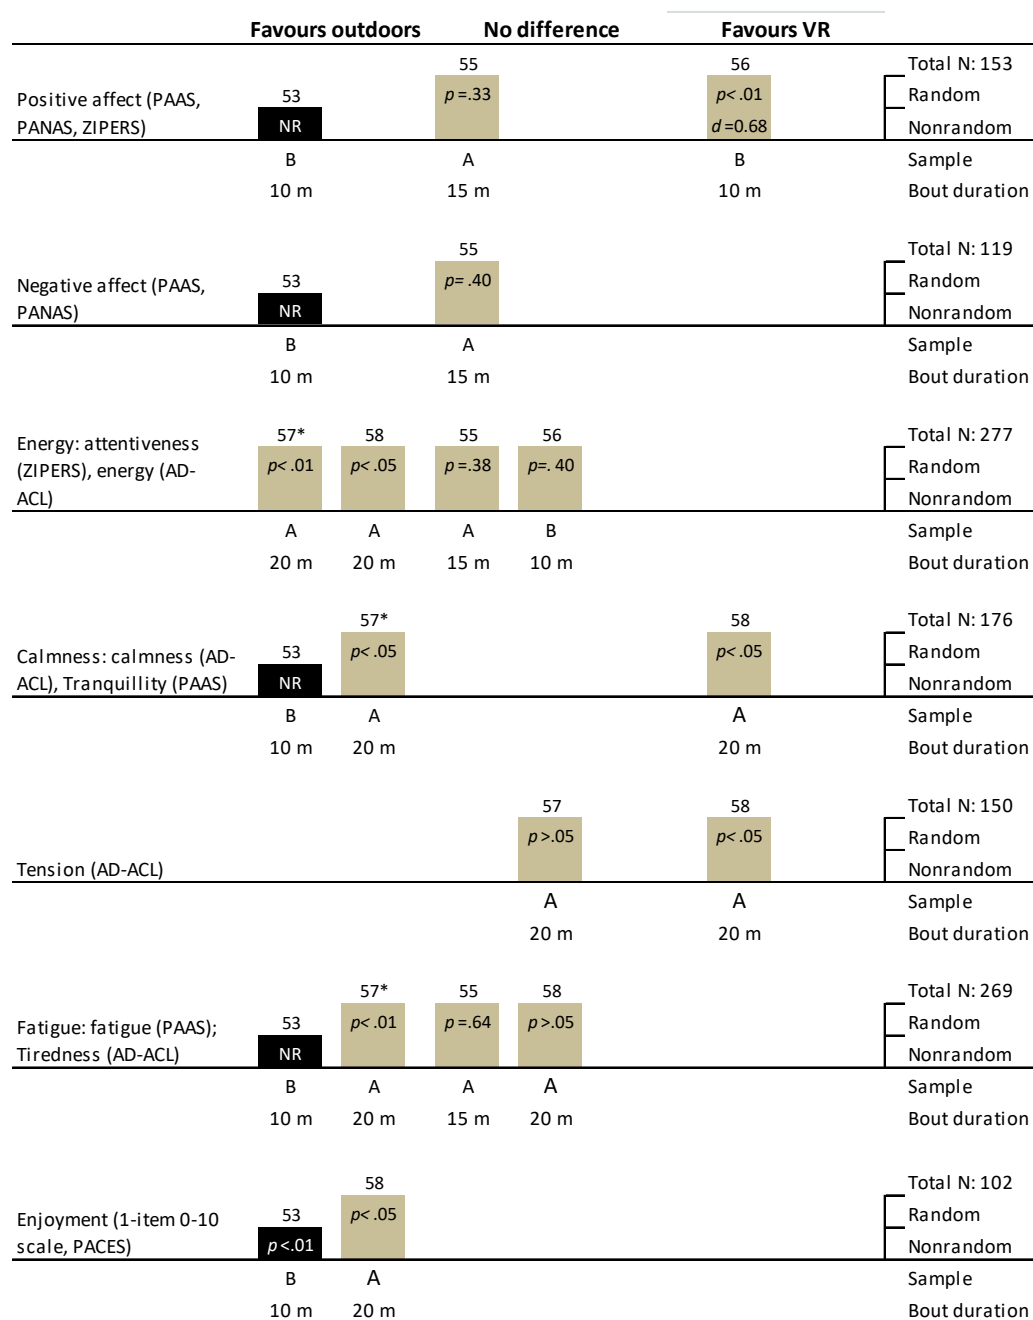 Favours outdoors No difference Favours VR
55 56 Total N: 153
53 p =.33 p< .01 Random
Positive affect (PAAS,
PANAS, ZIPERS) NR d =0.68 Nonrandom
B A B Sample
10 m 15 m 10 m Bout duration
55 Total N: 119
53 p= .40 Random
Negative affect (PAAS,
PANAS) NR Nonrandom
B A Sample
10 m 15 m Bout duration
57* 58 55 56 Total N: 277
Energy: attentiveness
(ZIPERS), energy (AD-
ACL)
p< .01 p< .05 p =.38 p=. 40 Random
Nonrandom
A A A B Sample
20 m 20 m 15 m 10 m Bout duration
57* 58 Total N: 176
53 p< .05 p< .05 Random
Calmness: calmness (AD-
ACL), Tranquillity (PAAS) NR Nonrandom
B A A Sample
10 m 20 m 20 m Bout duration
57 58 Total N: 150
p >.05 p< .05 Random
Tension (AD-ACL) Nonrandom
A A Sample
20 m 20 m Bout duration
57* 55 58 Total N: 269
53 p< .01 p =.64 p >.05 Random
Fatigue: fatigue (PAAS);
Tiredness (AD-ACL) NR Nonrandom
B A A A Sample
10 m 20 m 15 m 20 m Bout duration
58 Total N: 102
53 p< .05 Random
Enjoyment (1-item 0-10
scale, PACES) p <.01 Nonrandom
B A Sample
10 m 20 m Bout duration